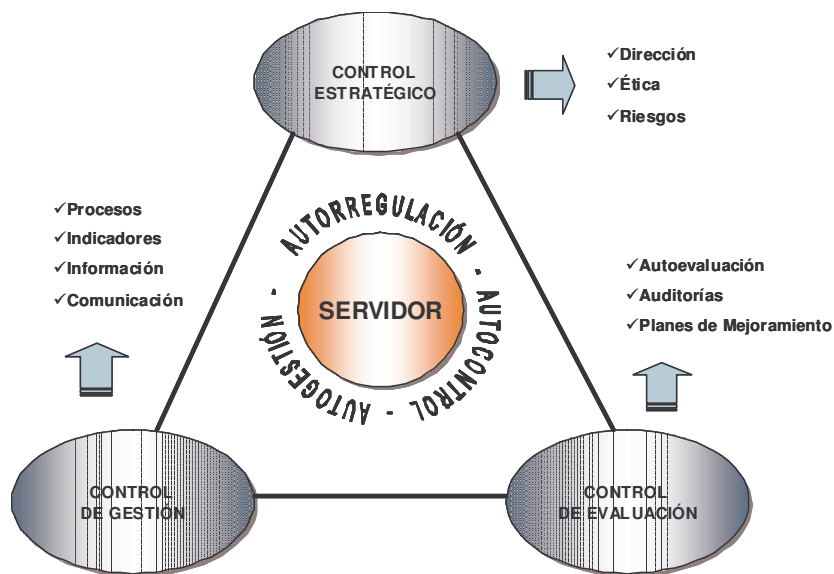 CONTROL
ESTRATÉGICO
✓Dirección
✓Ética
✓Riesgos
✓Procesos
✓Indicadores
✓Información
✓Comunicación
AUTORREGULACIÓN - AUTOCONTROL - AUTOGESTIÓN -
SERVIDOR
✓Autoevaluación
✓Auditorías
✓Planes de Mejoramiento
CONTROL
DE GESTIÓN
CONTROL
DE EVALUACIÓN